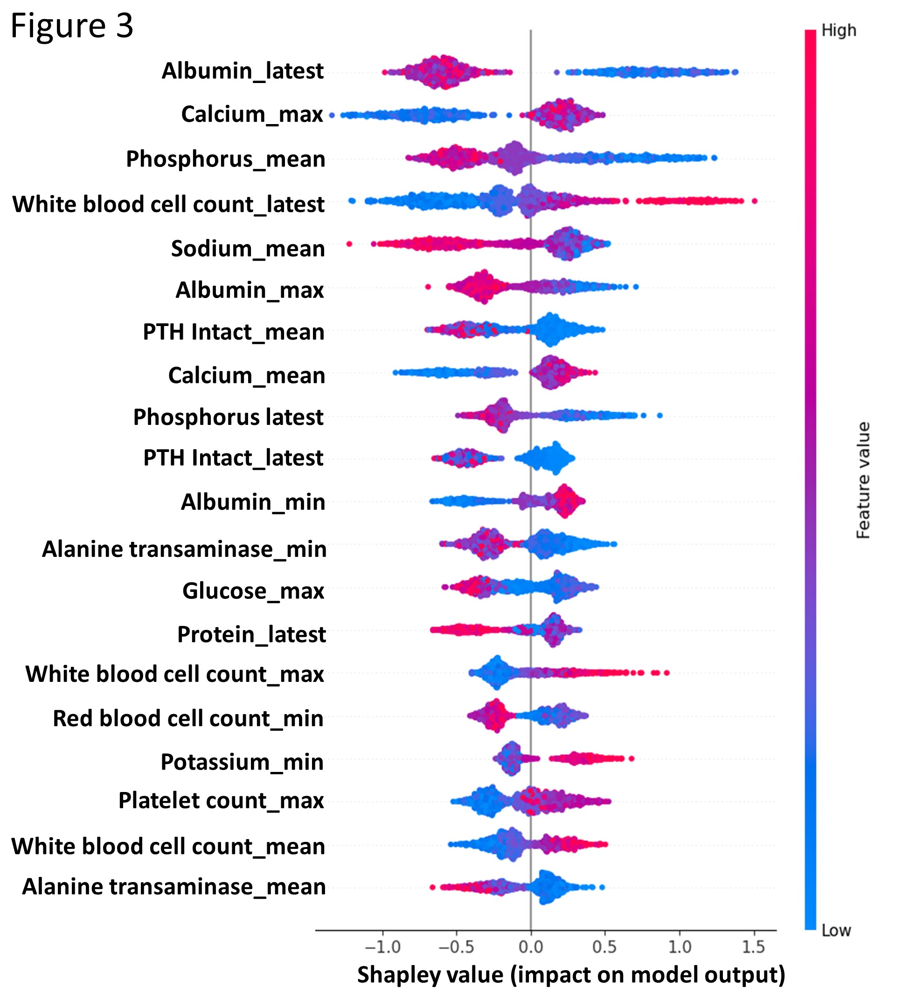 Figure 3
High
Albumin_latest
Calcium_max
Phosphorus_mean
White blood cell count_latest
Sodium_mean
Albumin_max
PTH Intact_mean
Calcium_mean
Phosphorus latest
PTH Intact_latest
Albumin_min
Alanine transaminase_min
Glucose_max
Protein_latest
White blood cell count_max
Red blood cell count_min
Potassium_min
Platelet count_max
White blood cell count_mean
Alanine transaminase_mean
Feature value
Low
−1.0 −0.5 0.0 0.5 1.0 1.5
Shapley value (impact on model output)